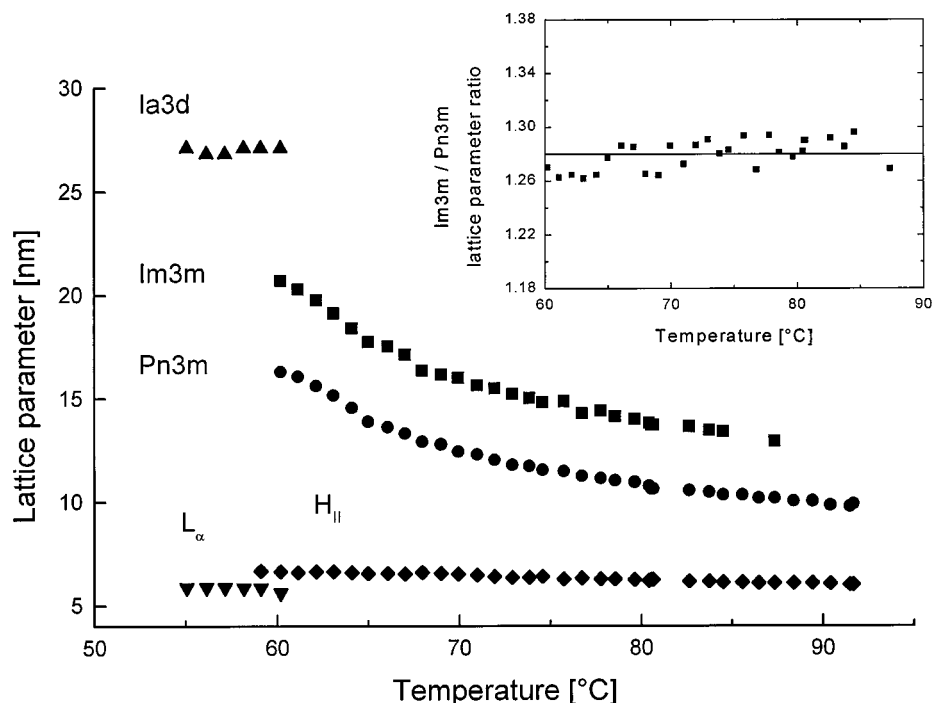 1.38
1.34
1.30
1.26
1.22
1.18
Im3m / Pn3m
lattice parameter ratio
60
70
80
90
Temperature [°C]
30
25
20
15
10
5
Lattice parameter [nm]
Ia3d
Im3m
Pn3m
Lα
HII
50
60
70
80
90
Temperature [°C]